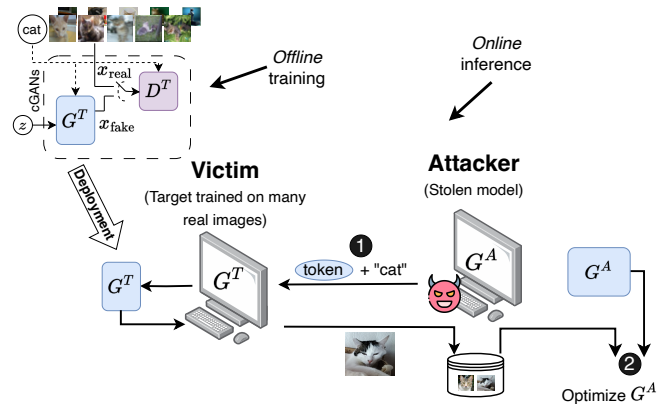 cat
Offline
training
Online
inference
cGANs
x_real
D^T
G^T
x_fake
z
Deployment
Victim
(Target trained on many
real images)
Attacker
(Stolen model)
1
token + "cat"
G^T
G^T
G^A
G^A
2
Optimize G^A